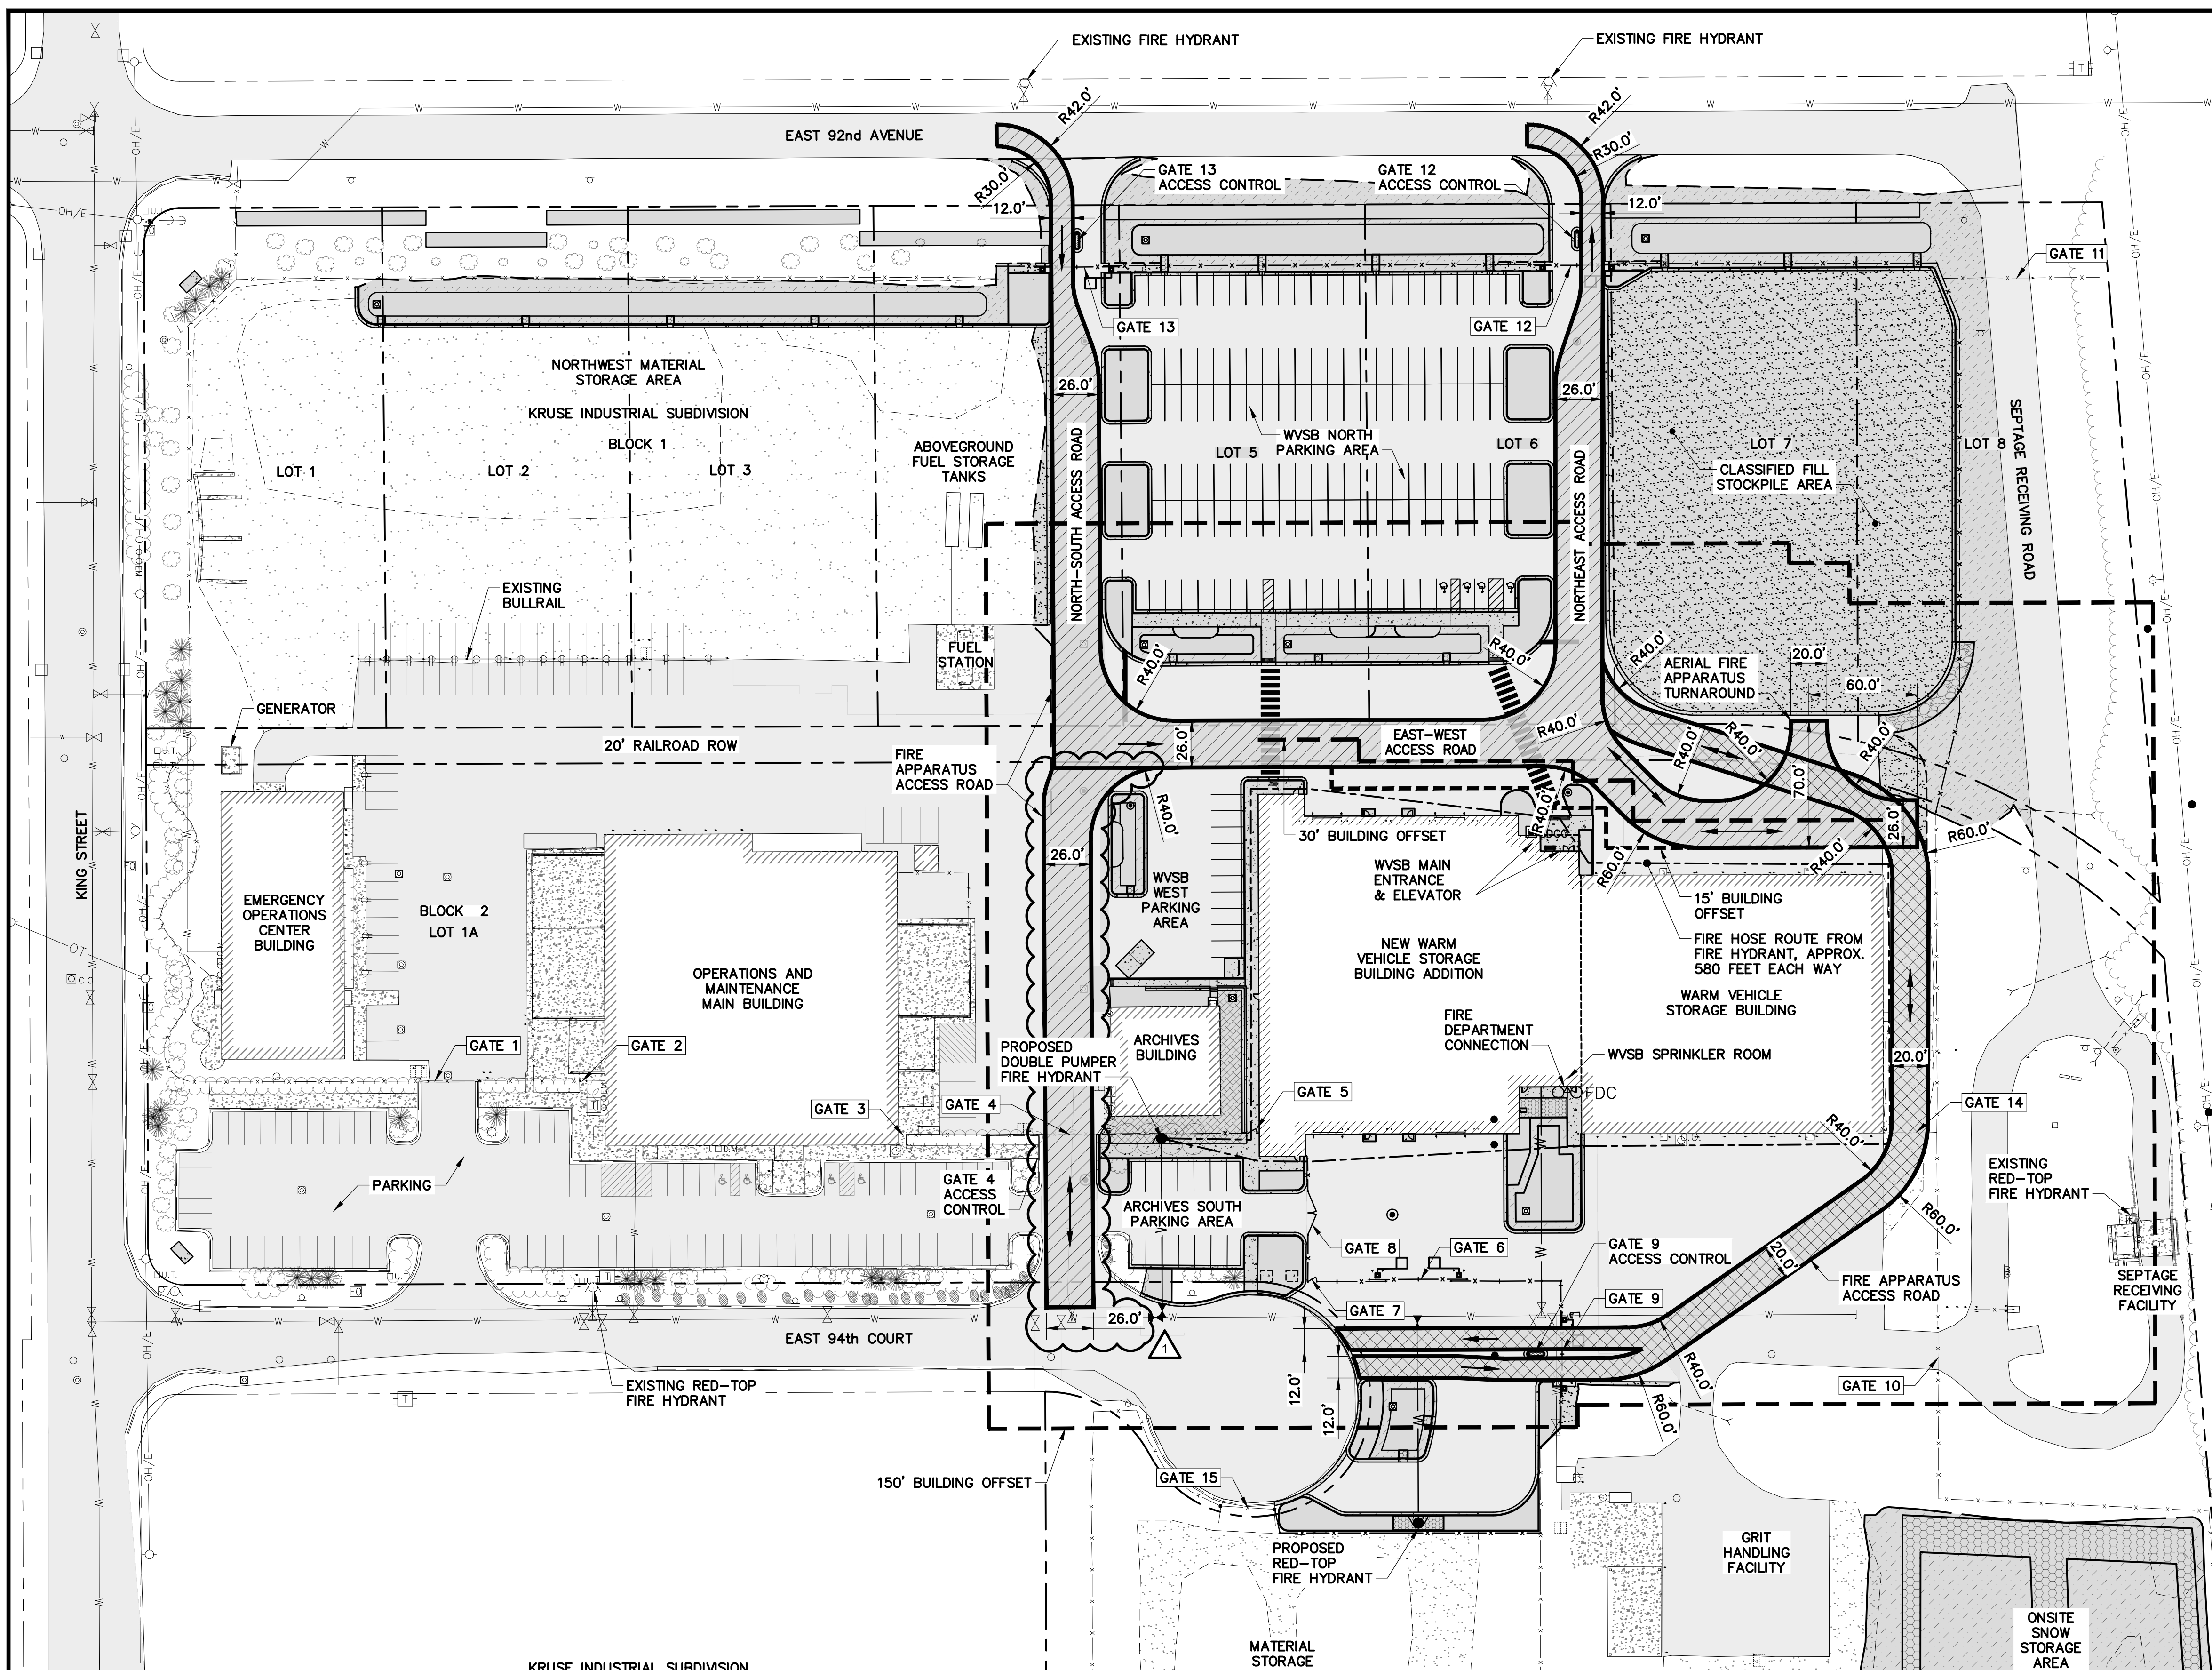 EXISTING FIRE HYDRANT
EXISTING FIRE HYDRANT
EAST 92nd AVENUE
R42.0'
R42.0'
R30.0'
R30.0'
GATE 13
ACCESS CONTROL
GATE 12
ACCESS CONTROL
12.0'
12.0'
GATE 11
GATE 13
GATE 12
NORTHWEST MATERIAL
STORAGE AREA
KRUSE INDUSTRIAL SUBDIVISION
BLOCK 1
LOT 1
LOT 2
LOT 3
ABOVEGROUND
FUEL STORAGE
TANKS
26.0'
26.0'
NORTH-SOUTH ACCESS ROAD
WVSB NORTH
PARKING AREA
LOT 5
LOT 6
NORTHEAST ACCESS ROAD
LOT 7
LOT 8
CLASSIFIED FILL
STOCKPILE AREA
SEPTAGE RECEIVING ROAD
EXISTING
BULLRAIL
FUEL
STATION
R40.0'
R40.0'
R40.0'
AERIAL FIRE
APPARATUS
TURNAROUND
20.0'
60.0'
GENERATOR
20' RAILROAD ROW
FIRE
APPARATUS
ACCESS ROAD
26.0'
EAST-WEST
ACCESS ROAD
R40.0'
R40.0'
R40.0'
R40.0'
70.0'
26.0'
R60.0'
R40.0'
R40.0'
30' BUILDING OFFSET
KING STREET
26.0'
WVSB
WEST
PARKING
AREA
WVSB MAIN
ENTRANCE
& ELEVATOR
R60.0'
R40.0'
15' BUILDING
OFFSET
FIRE HOSE ROUTE FROM
FIRE HYDRANT, APPROX.
580 FEET EACH WAY
EMERGENCY
OPERATIONS
CENTER
BUILDING
BLOCK 2
LOT 1A
OPERATIONS AND
MAINTENANCE
MAIN BUILDING
NEW WARM
VEHICLE STORAGE
BUILDING ADDITION
WARM VEHICLE
STORAGE BUILDING
FIRE
DEPARTMENT
CONNECTION
WVSB SPRINKLER ROOM
FDC
GATE 1
GATE 2
GATE 3
GATE 4
PROPOSED
DOUBLE PUMPER
FIRE HYDRANT
ARCHIVES
BUILDING
GATE 5
20.0'
GATE 14
R40.0'
R60.0'
EXISTING
RED-TOP
FIRE HYDRANT
PARKING
GATE 4
ACCESS
CONTROL
ARCHIVES SOUTH
PARKING AREA
GATE 8
GATE 6
GATE 9
ACCESS CONTROL
20.0'
FIRE APPARATUS
ACCESS ROAD
SEPTAGE
RECEIVING
FACILITY
GATE 7
GATE 9
26.0'
1
EAST 94th COURT
EXISTING RED-TOP
FIRE HYDRANT
12.0'
12.0'
R40.0'
R60.0'
GATE 10
150' BUILDING OFFSET
GATE 15
PROPOSED
RED-TOP
FIRE HYDRANT
GRIT
HANDLING
FACILITY
ONSITE
SNOW
STORAGE
AREA
MATERIAL
STORAGE
KRUSE INDUSTRIAL SUBDIVISION